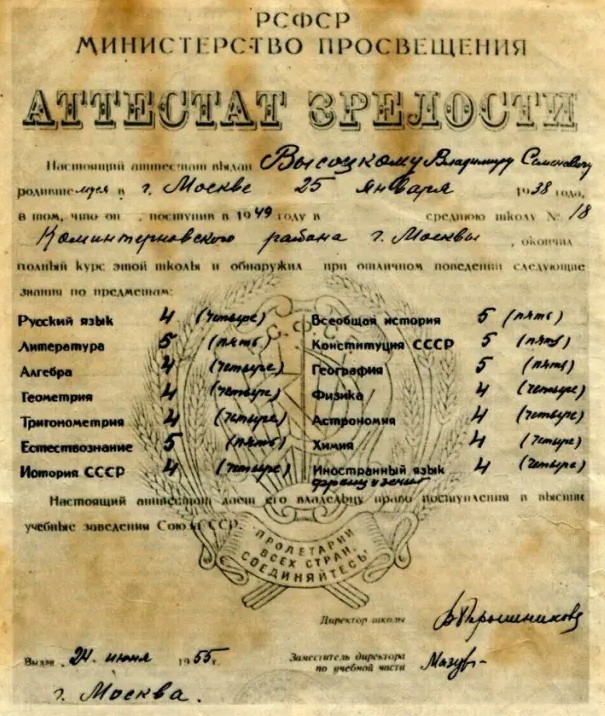 РСФСР
МИНИСТЕРСТВО ПРОСВЕЩЕНИЯ
АТТЕСТАТ ЗРЕЛОСТИ
Настоящий аттестат выдан Высоцкому Владимиру Семеновичу
родившемуся в г. Москве 25 января 1938 года,
в том, что он, поступив в 1949 году в среднюю школу № 18
Коминтерновского района г. Москвы, окончил
полный курс этой школы и обнаружил при отличном поведении следующие
знания по предметам:
Русский язык 4 (четыре) Всеобщая история 5 (пять)
Литература 5 (пять) Конституция СССР 5 (пять)
Алгебра 4 (четыре) География 5 (пять)
Геометрия 4 (четыре) Физика 4 (четыре)
Тригонометрия 4 (четыре) Астрономия 4 (четыре)
Естествознание 5 (пять) Химия 4 (четыре)
История СССР 4 (четыре) Иностранный язык 4 (четыре)
французский
Настоящий аттестат дает его владельцу право поступления в высшие
учебные заведения Союза ССР.
ПРОЛЕТАРИИ
ВСЕХ СТРАН,
СОЕДИНЯЙТЕСЬ!
Директор школы
Выдан 24 июня 1955 г. Заместитель директора
по учебной части
г. Москва.